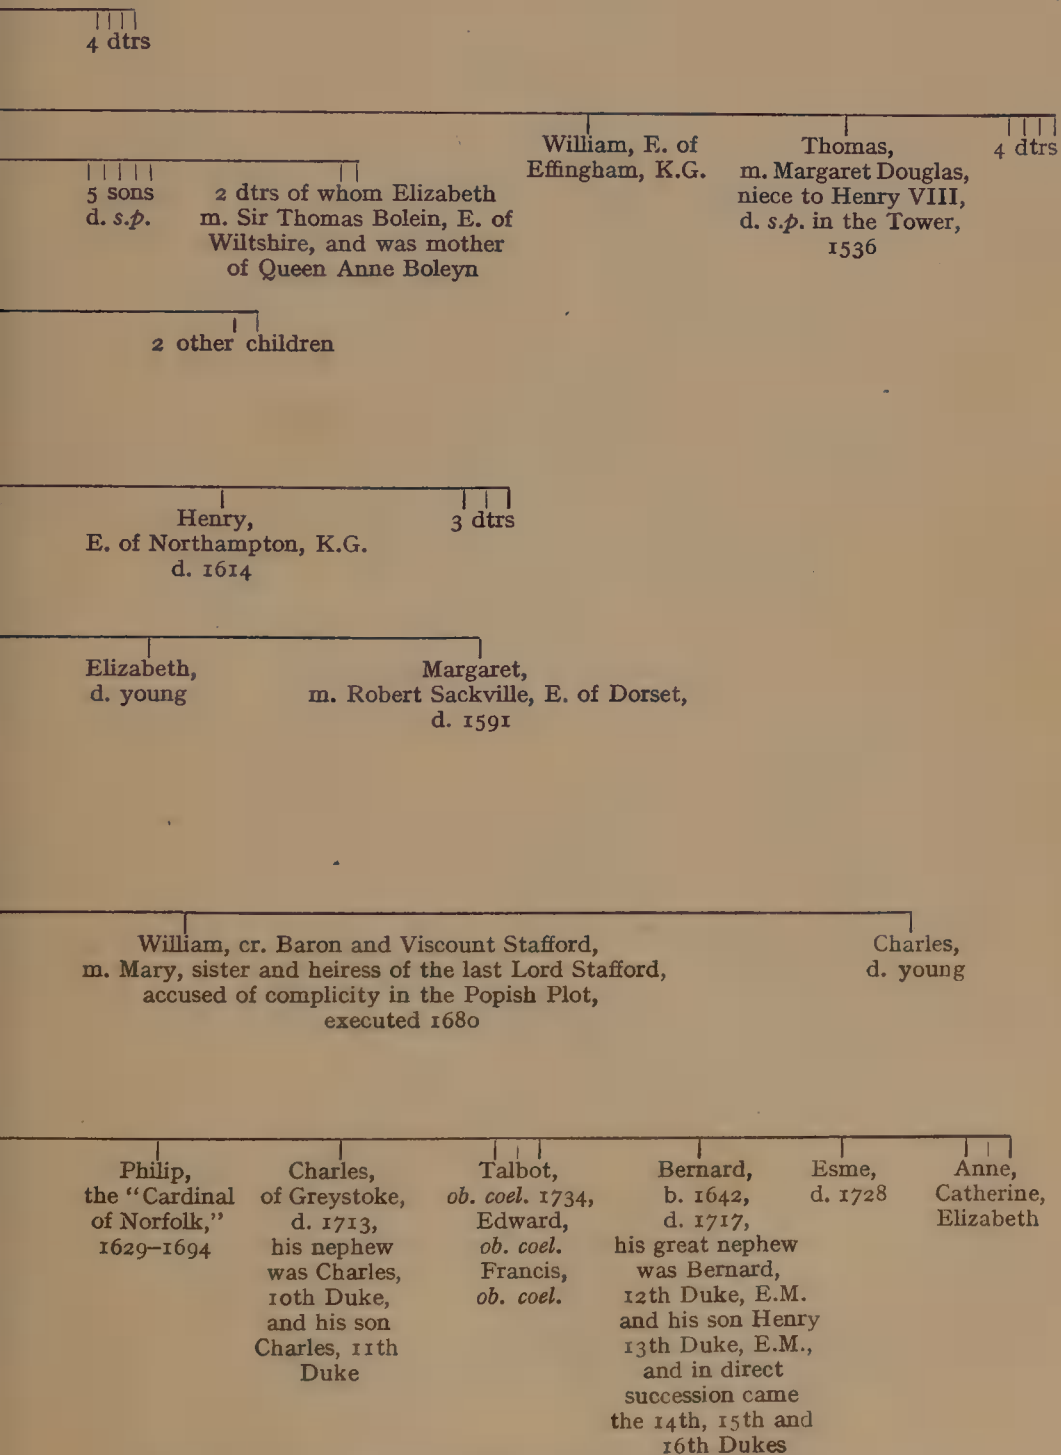 4 dtrs
William, E. of
Effingham, K.G.
Thomas,
m. Margaret Douglas,
niece to Henry VIII,
d. s.p. in the Tower,
1536
4 dtrs
5 sons
d. s.p.
2 dtrs of whom Elizabeth
m. Sir Thomas Bolein, E. of
Wiltshire, and was mother
of Queen Anne Boleyn
2 other children
Henry,
E. of Northampton, K.G.
d. 1614
3 dtrs
Elizabeth,
d. young
Margaret,
m. Robert Sackville, E. of Dorset,
d. 1591
William, cr. Baron and Viscount Stafford,
m. Mary, sister and heiress of the last Lord Stafford,
accused of complicity in the Popish Plot,
executed 1680
Charles,
d. young
Philip,
the "Cardinal
of Norfolk,"
1629–1694
Charles,
of Greystoke,
d. 1713,
his nephew
was Charles,
10th Duke,
and his son
Charles, 11th
Duke
Talbot,
ob. coel. 1734,
Edward,
ob. coel.
Francis,
ob. coel.
Bernard,
b. 1642,
d. 1717,
his great nephew
was Bernard,
12th Duke, E.M.
and his son Henry
13th Duke, E.M.,
and in direct
succession came
the 14th, 15th and
16th Dukes
Esme,
d. 1728
Anne,
Catherine,
Elizabeth